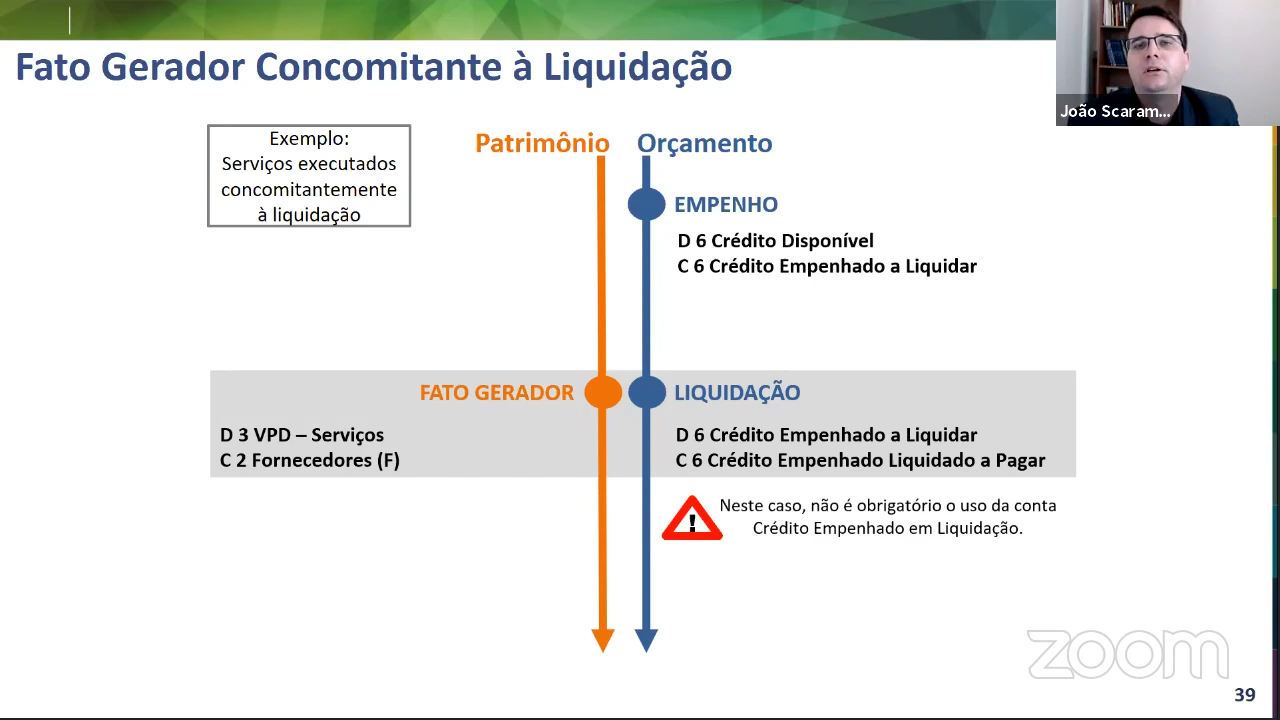 Fato Gerador Concomitante à Liquidação
João Scaram...
Exemplo:
Serviços executados
concomitantemente
à liquidação
Patrimônio
Orçamento
EMPENHO
D 6 Crédito Disponível
C 6 Crédito Empenhado a Liquidar
FATO GERADOR
LIQUIDAÇÃO
D 3 VPD – Serviços
C 2 Fornecedores (F)
D 6 Crédito Empenhado a Liquidar
C 6 Crédito Empenhado Liquidado a Pagar
!
Neste caso, não é obrigatório o uso da conta
Crédito Empenhado em Liquidação.
zoom
39